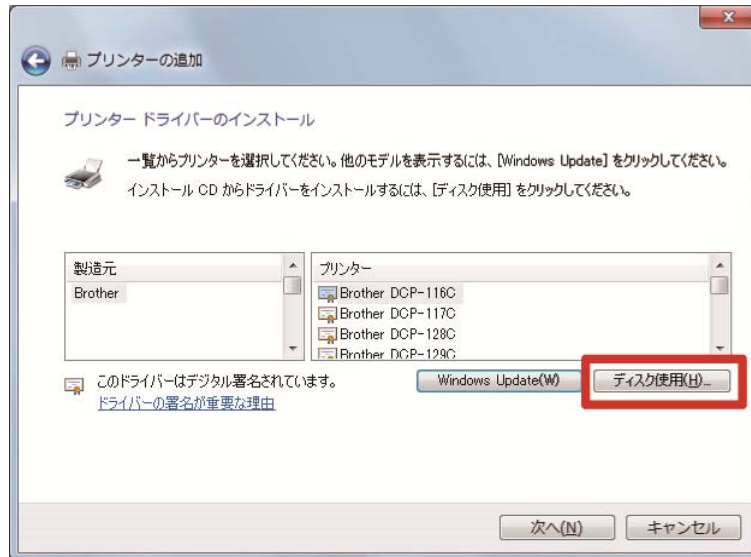 プリンターの追加
プリンター ドライバーのインストール
一覧からプリンターを選択してください。他のモデルを表示するには、[Windows Update] をクリックしてください。
インストール CD からドライバーをインストールするには、[ディスク使用] をクリックしてください。
製造元
プリンター
Brother
Brother DCP-116C
Brother DCP-117C
Brother DCP-128C
Brother DCP-129C
このドライバーはデジタル署名されています。
Windows Update(W)
ディスク使用(H)...
ドライバーの署名が重要な理由
次へ(N)
キャンセル